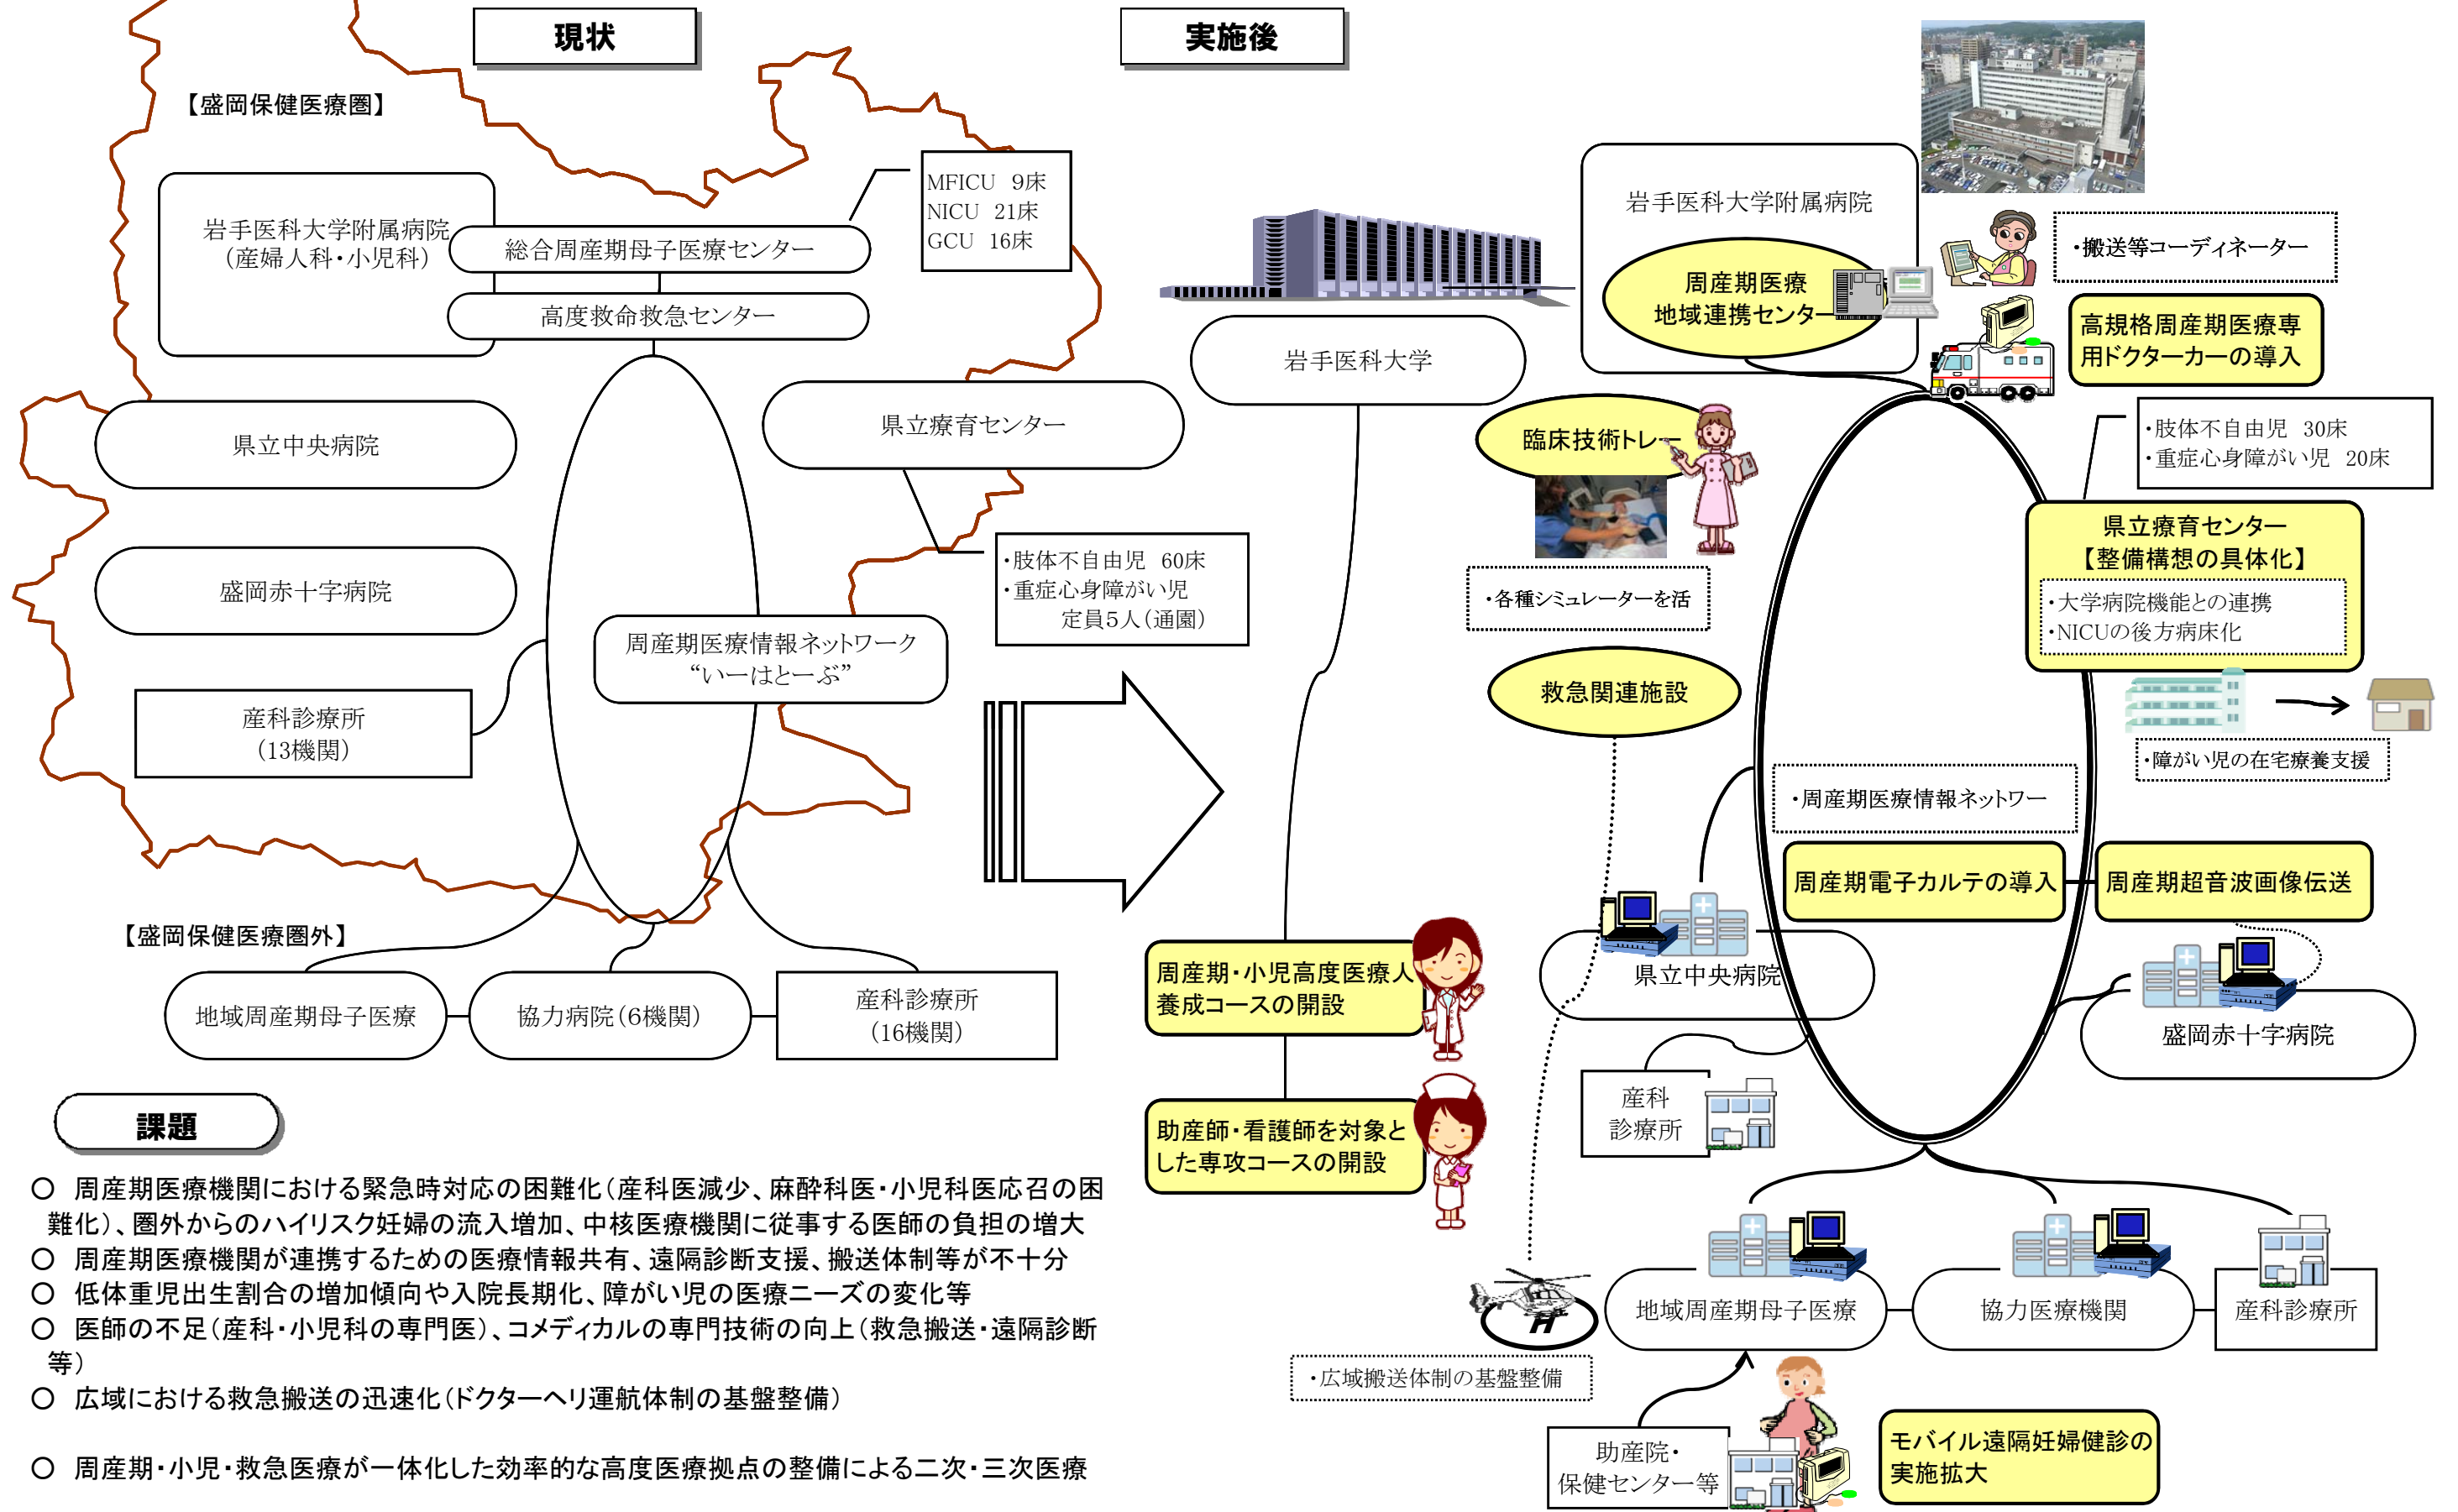 現状
【盛岡保健医療圏】
岩手医科大学附属病院
（産婦人科・小児科）
総合周産期母子医療センター
高度救命救急センター
MFICU　9床
NICU　21床
GCU　16床
県立中央病院
県立療育センター
盛岡赤十字病院
・肢体不自由児　60床
・重症心身障がい児
定員5人（通園）
周産期医療情報ネットワーク
“いーはとーぶ”
産科診療所
（13機関）
【盛岡保健医療圏外】
地域周産期母子医療
協力病院（6機関）
産科診療所
（16機関）
課題
○　周産期医療機関における緊急時対応の困難化（産科医減少、麻酔科医・小児科医応召の困
難化）、圏外からのハイリスク妊婦の流入増加、中核医療機関に従事する医師の負担の増大
○　周産期医療機関が連携するための医療情報共有、遠隔診断支援、搬送体制等が不十分
○　低体重児出生割合の増加傾向や入院長期化、障がい児の医療ニーズの変化等
○　医師の不足（産科・小児科の専門医）、コメディカルの専門技術の向上（救急搬送・遠隔診断
等）
○　広域における救急搬送の迅速化（ドクターヘリ運航体制の基盤整備）
○　周産期・小児・救急医療が一体化した効率的な高度医療拠点の整備による二次・三次医療
実施後
岩手医科大学附属病院
周産期医療
地域連携センター
・搬送等コーディネーター
高規格周産期医療専
用ドクターカーの導入
岩手医科大学
臨床技術トレー
・各種シミュレーターを活
・肢体不自由児　30床
・重症心身障がい児　20床
県立療育センター
【整備構想の具体化】
・大学病院機能との連携
・NICUの後方病床化
・障がい児の在宅療養支援
救急関連施設
・周産期医療情報ネットワー
周産期電子カルテの導入
周産期超音波画像伝送
周産期・小児高度医療人
養成コースの開設
県立中央病院
盛岡赤十字病院
助産師・看護師を対象と
した専攻コースの開設
産科
診療所
H
・広域搬送体制の基盤整備
地域周産期母子医療
協力医療機関
産科診療所
助産院・
保健センター等
モバイル遠隔妊婦健診の
実施拡大